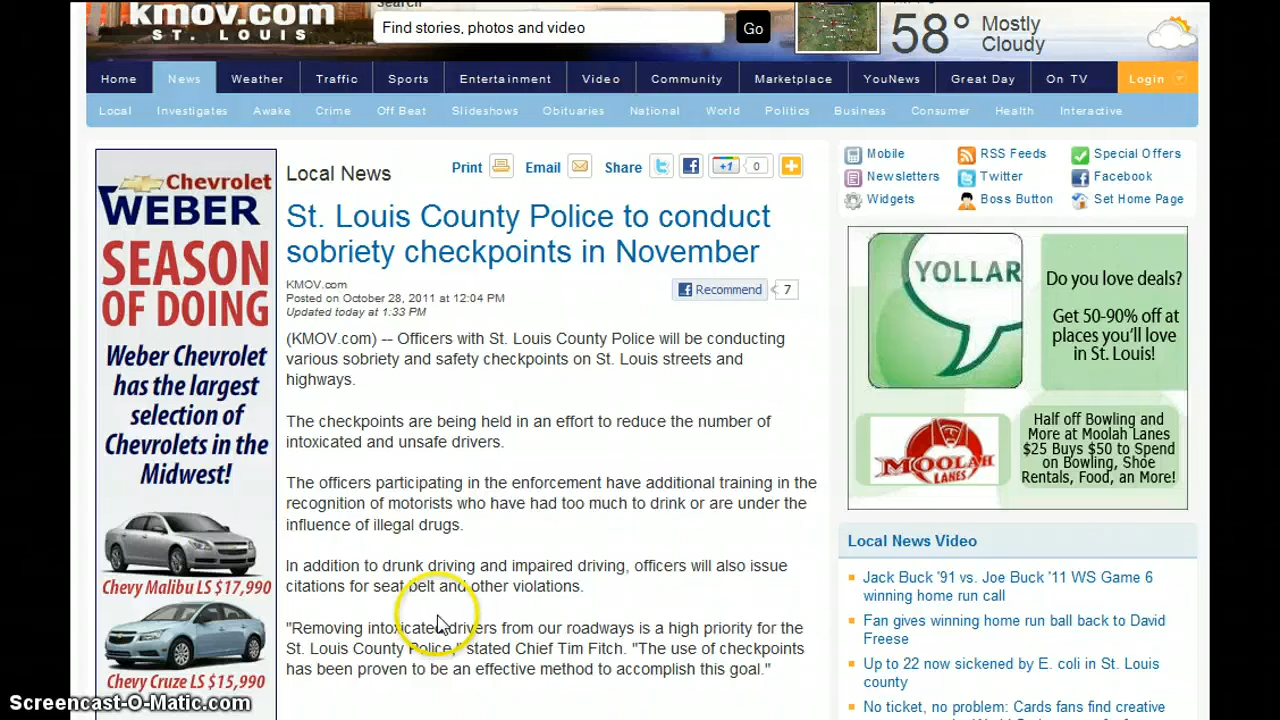 kmov.com
ST. LOUIS
search
Find stories, photos and video
Go
58°
Mostly
Cloudy
Home News Weather Traffic Sports Entertainment Video Community Marketplace YouNews Great Day On TV Login
Local Investigates Awake Crime Off Beat Slideshows Obituaries National World Politics Business Consumer Health Interactive
Chevrolet
WEBER
SEASON
OF DOING
Weber Chevrolet
has the largest
selection of
Chevrolets in the
Midwest!
Chevy Malibu LS $17,990
Chevy Cruze LS $15,990
Local News
Print Email Share +1 0
St. Louis County Police to conduct
sobriety checkpoints in November
KMOV.com
Posted on October 28, 2011 at 12:04 PM
Updated today at 1:33 PM
Recommend 7
(KMOV.com) -- Officers with St. Louis County Police will be conducting
various sobriety and safety checkpoints on St. Louis streets and
highways.
The checkpoints are being held in an effort to reduce the number of
intoxicated and unsafe drivers.
The officers participating in the enforcement have additional training in the
recognition of motorists who have had too much to drink or are under the
influence of illegal drugs.
In addition to drunk driving and impaired driving, officers will also issue
citations for seat belt and other violations.
"Removing intoxicated drivers from our roadways is a high priority for the
St. Louis County Police," stated Chief Tim Fitch. "The use of checkpoints
has been proven to be an effective method to accomplish this goal."
Mobile RSS Feeds Special Offers
Newsletters Twitter Facebook
Widgets Boss Button Set Home Page
YOLLAR
Do you love deals?
Get 50-90% off at
places you'll love
in St. Louis!
MOOLAH
LANES
Half off Bowling and
More at Moolah Lanes
$25 Buys $50 to Spend
on Bowling, Shoe
Rentals, Food, an More!
Local News Video
Jack Buck '91 vs. Joe Buck '11 WS Game 6
winning home run call
Fan gives winning home run ball back to David
Freese
Up to 22 now sickened by E. coli in St. Louis
county
No ticket, no problem: Cards fans find creative
Screencast-O-Matic.com